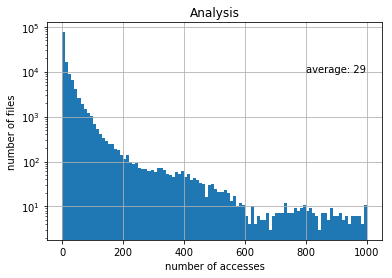 Analysis
number of files
10⁵
10⁴
10³
10²
10¹
average: 29
0 200 400 600 800 1000
number of accesses